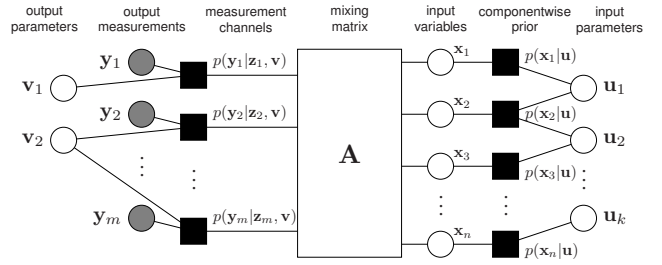 output parameters
output measurements
measurement channels
mixing matrix
input variables
componentwise prior
input parameters
y₁ p(y₁|z₁, v) x₁ p(x₁|u)
v₁ u₁
y₂ p(y₂|z₂, v) x₂ p(x₂|u)
v₂ u₂
A
x₃ p(x₃|u)
⋮ ⋮ ⋮ ⋮ ⋮
yₘ p(yₘ|zₘ, v) uₖ
xₙ p(xₙ|u)